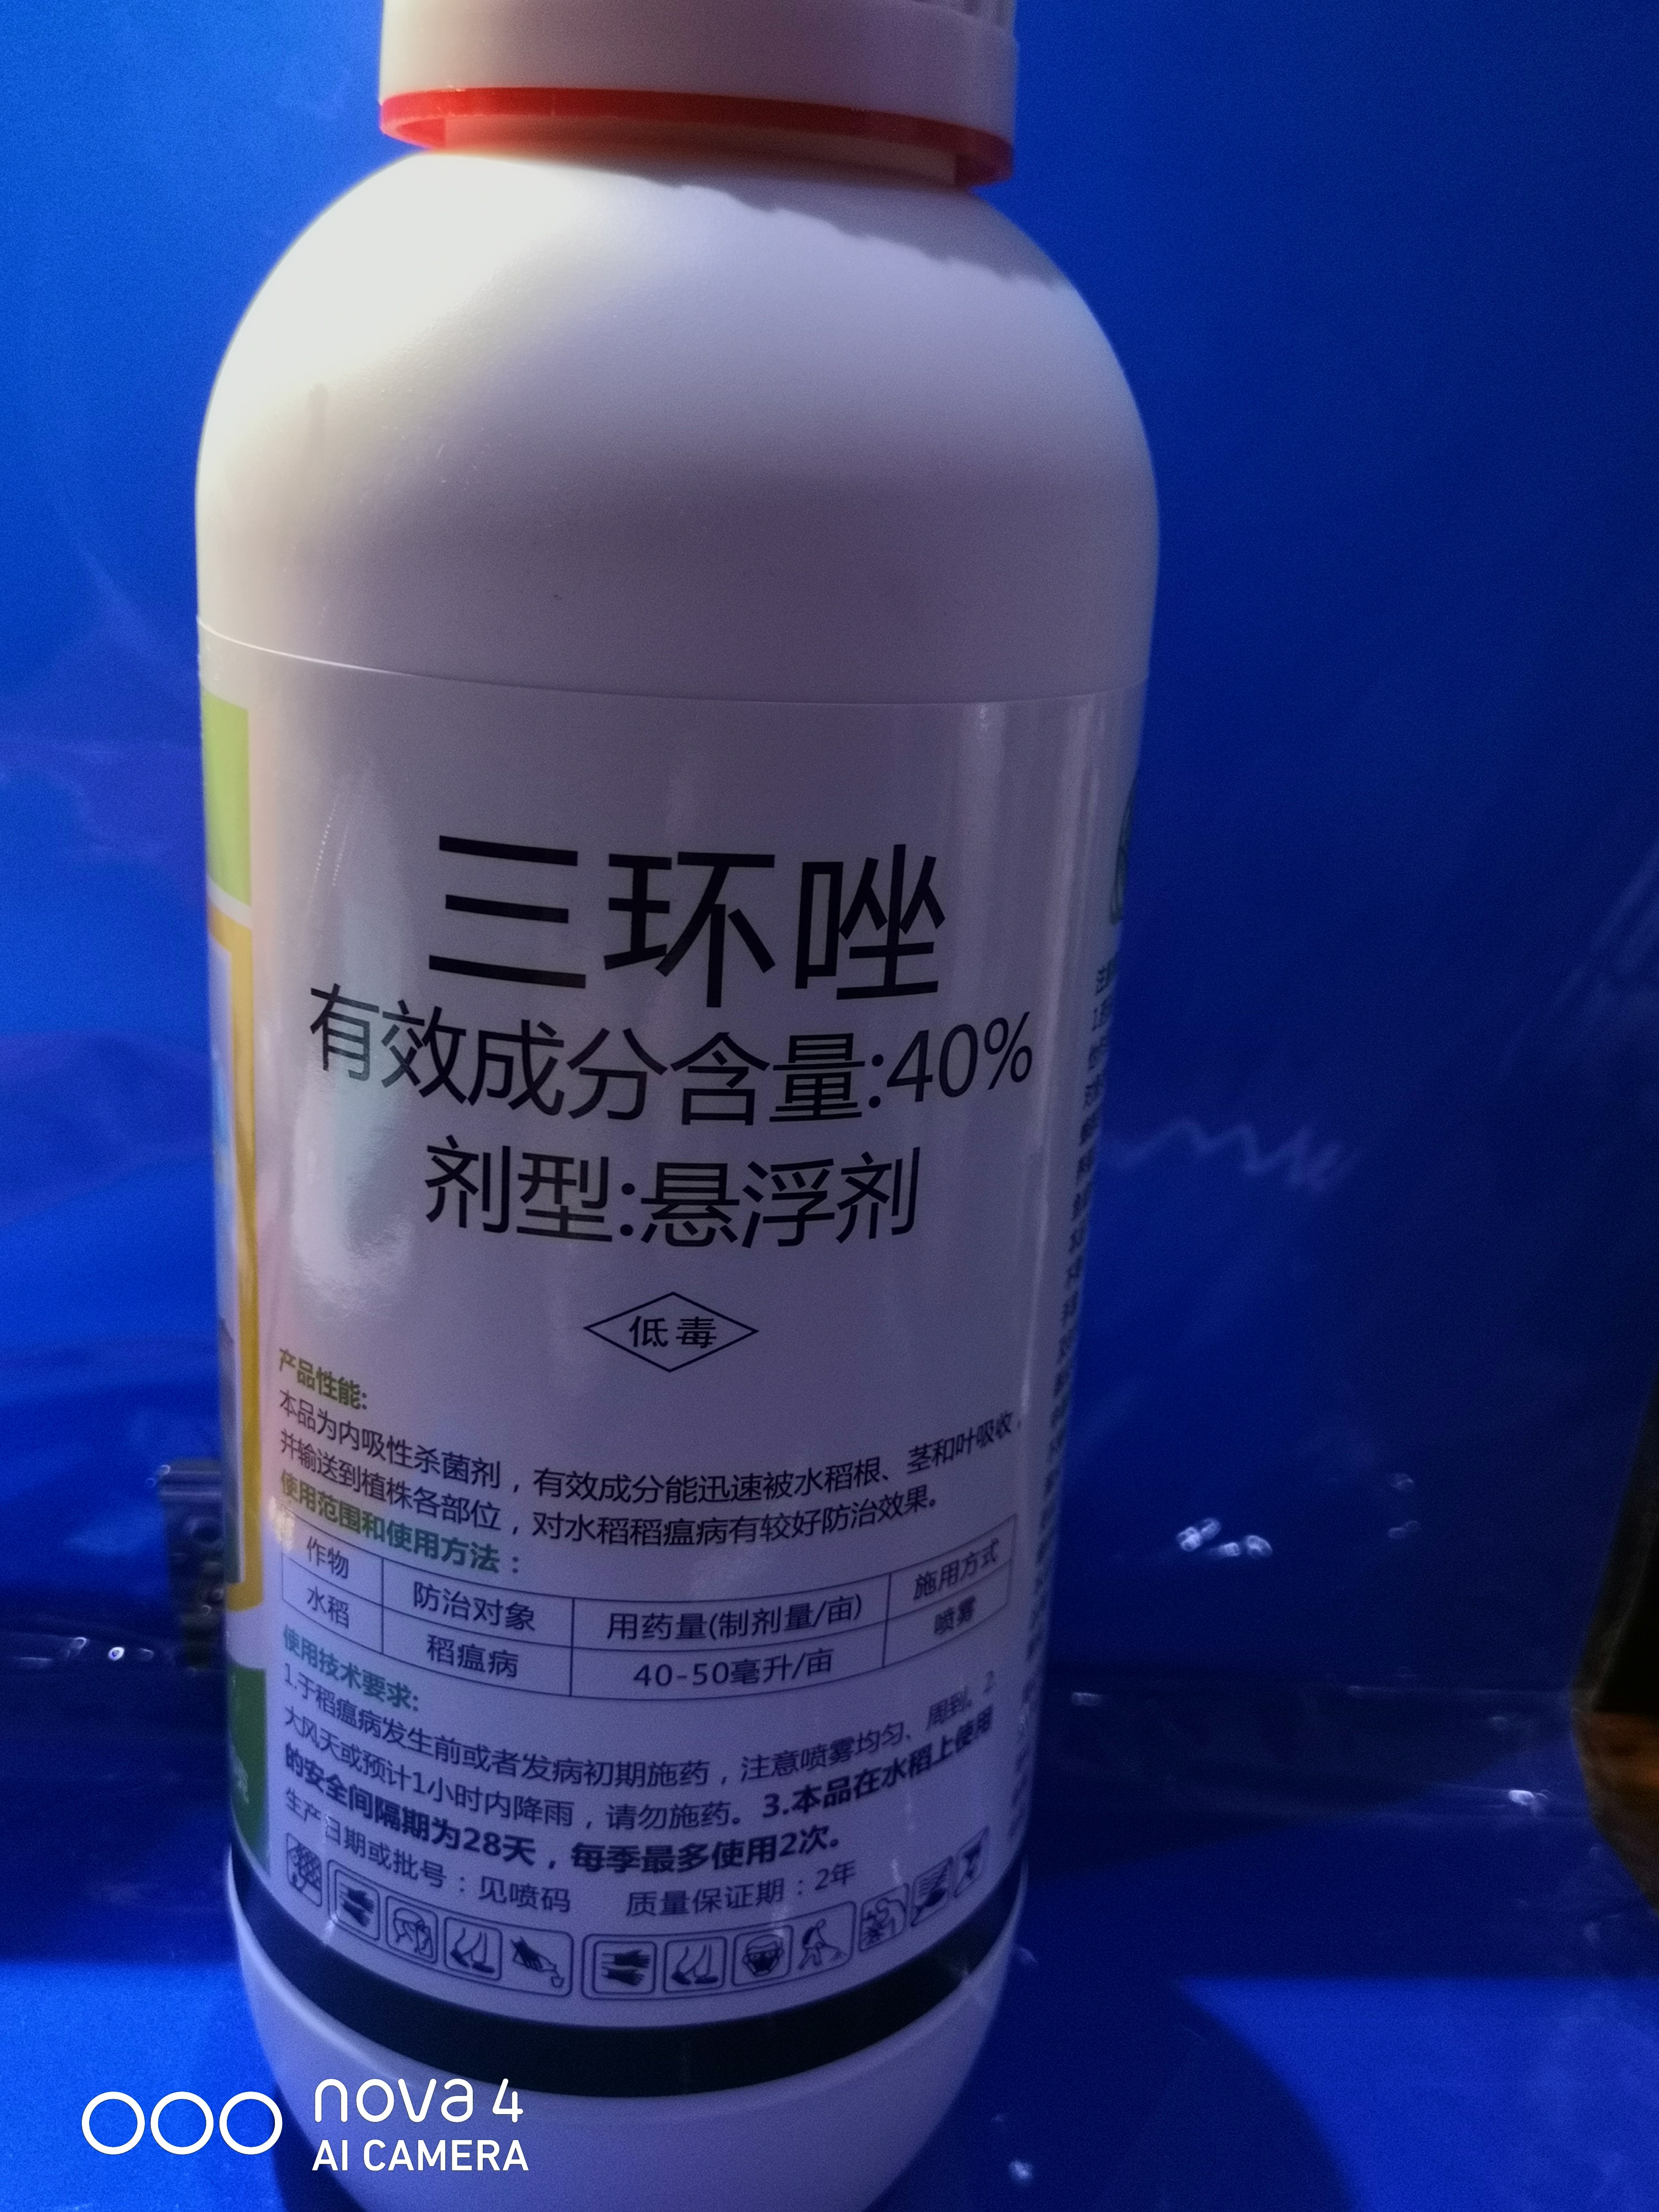 三环唑
有效成分含量:40%
剂型:悬浮剂
低毒
产品性能:
本品为内吸性杀菌剂，有效成分能迅速被水稻根、茎和叶吸收，
并输送到植株各部位，对水稻稻瘟病有较好防治效果。
使用范围和使用方法：
作物 防治对象 用药量(制剂量/亩) 施用方式
水稻 稻瘟病 40-50毫升/亩 喷雾
使用技术要求:
1.于稻瘟病发生前或者发病初期施药，注意喷雾均匀、周到。2
大风天或预计1小时内降雨，请勿施药。3.本品在水稻上使用
的安全间隔期为28天，每季最多使用2次。
生产日期或批号：见喷码 质量保证期：2年
nova 4
AI CAMERA